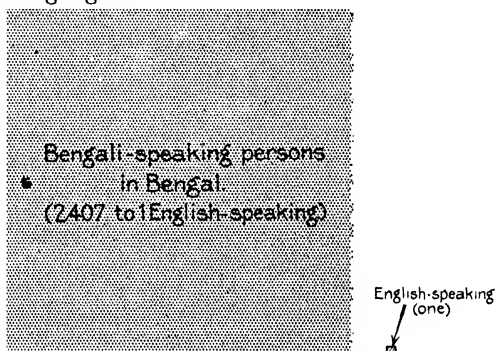 Bengali-speaking persons
in Bengal.
(2407 to 1 English-speaking)
English-speaking
(one)